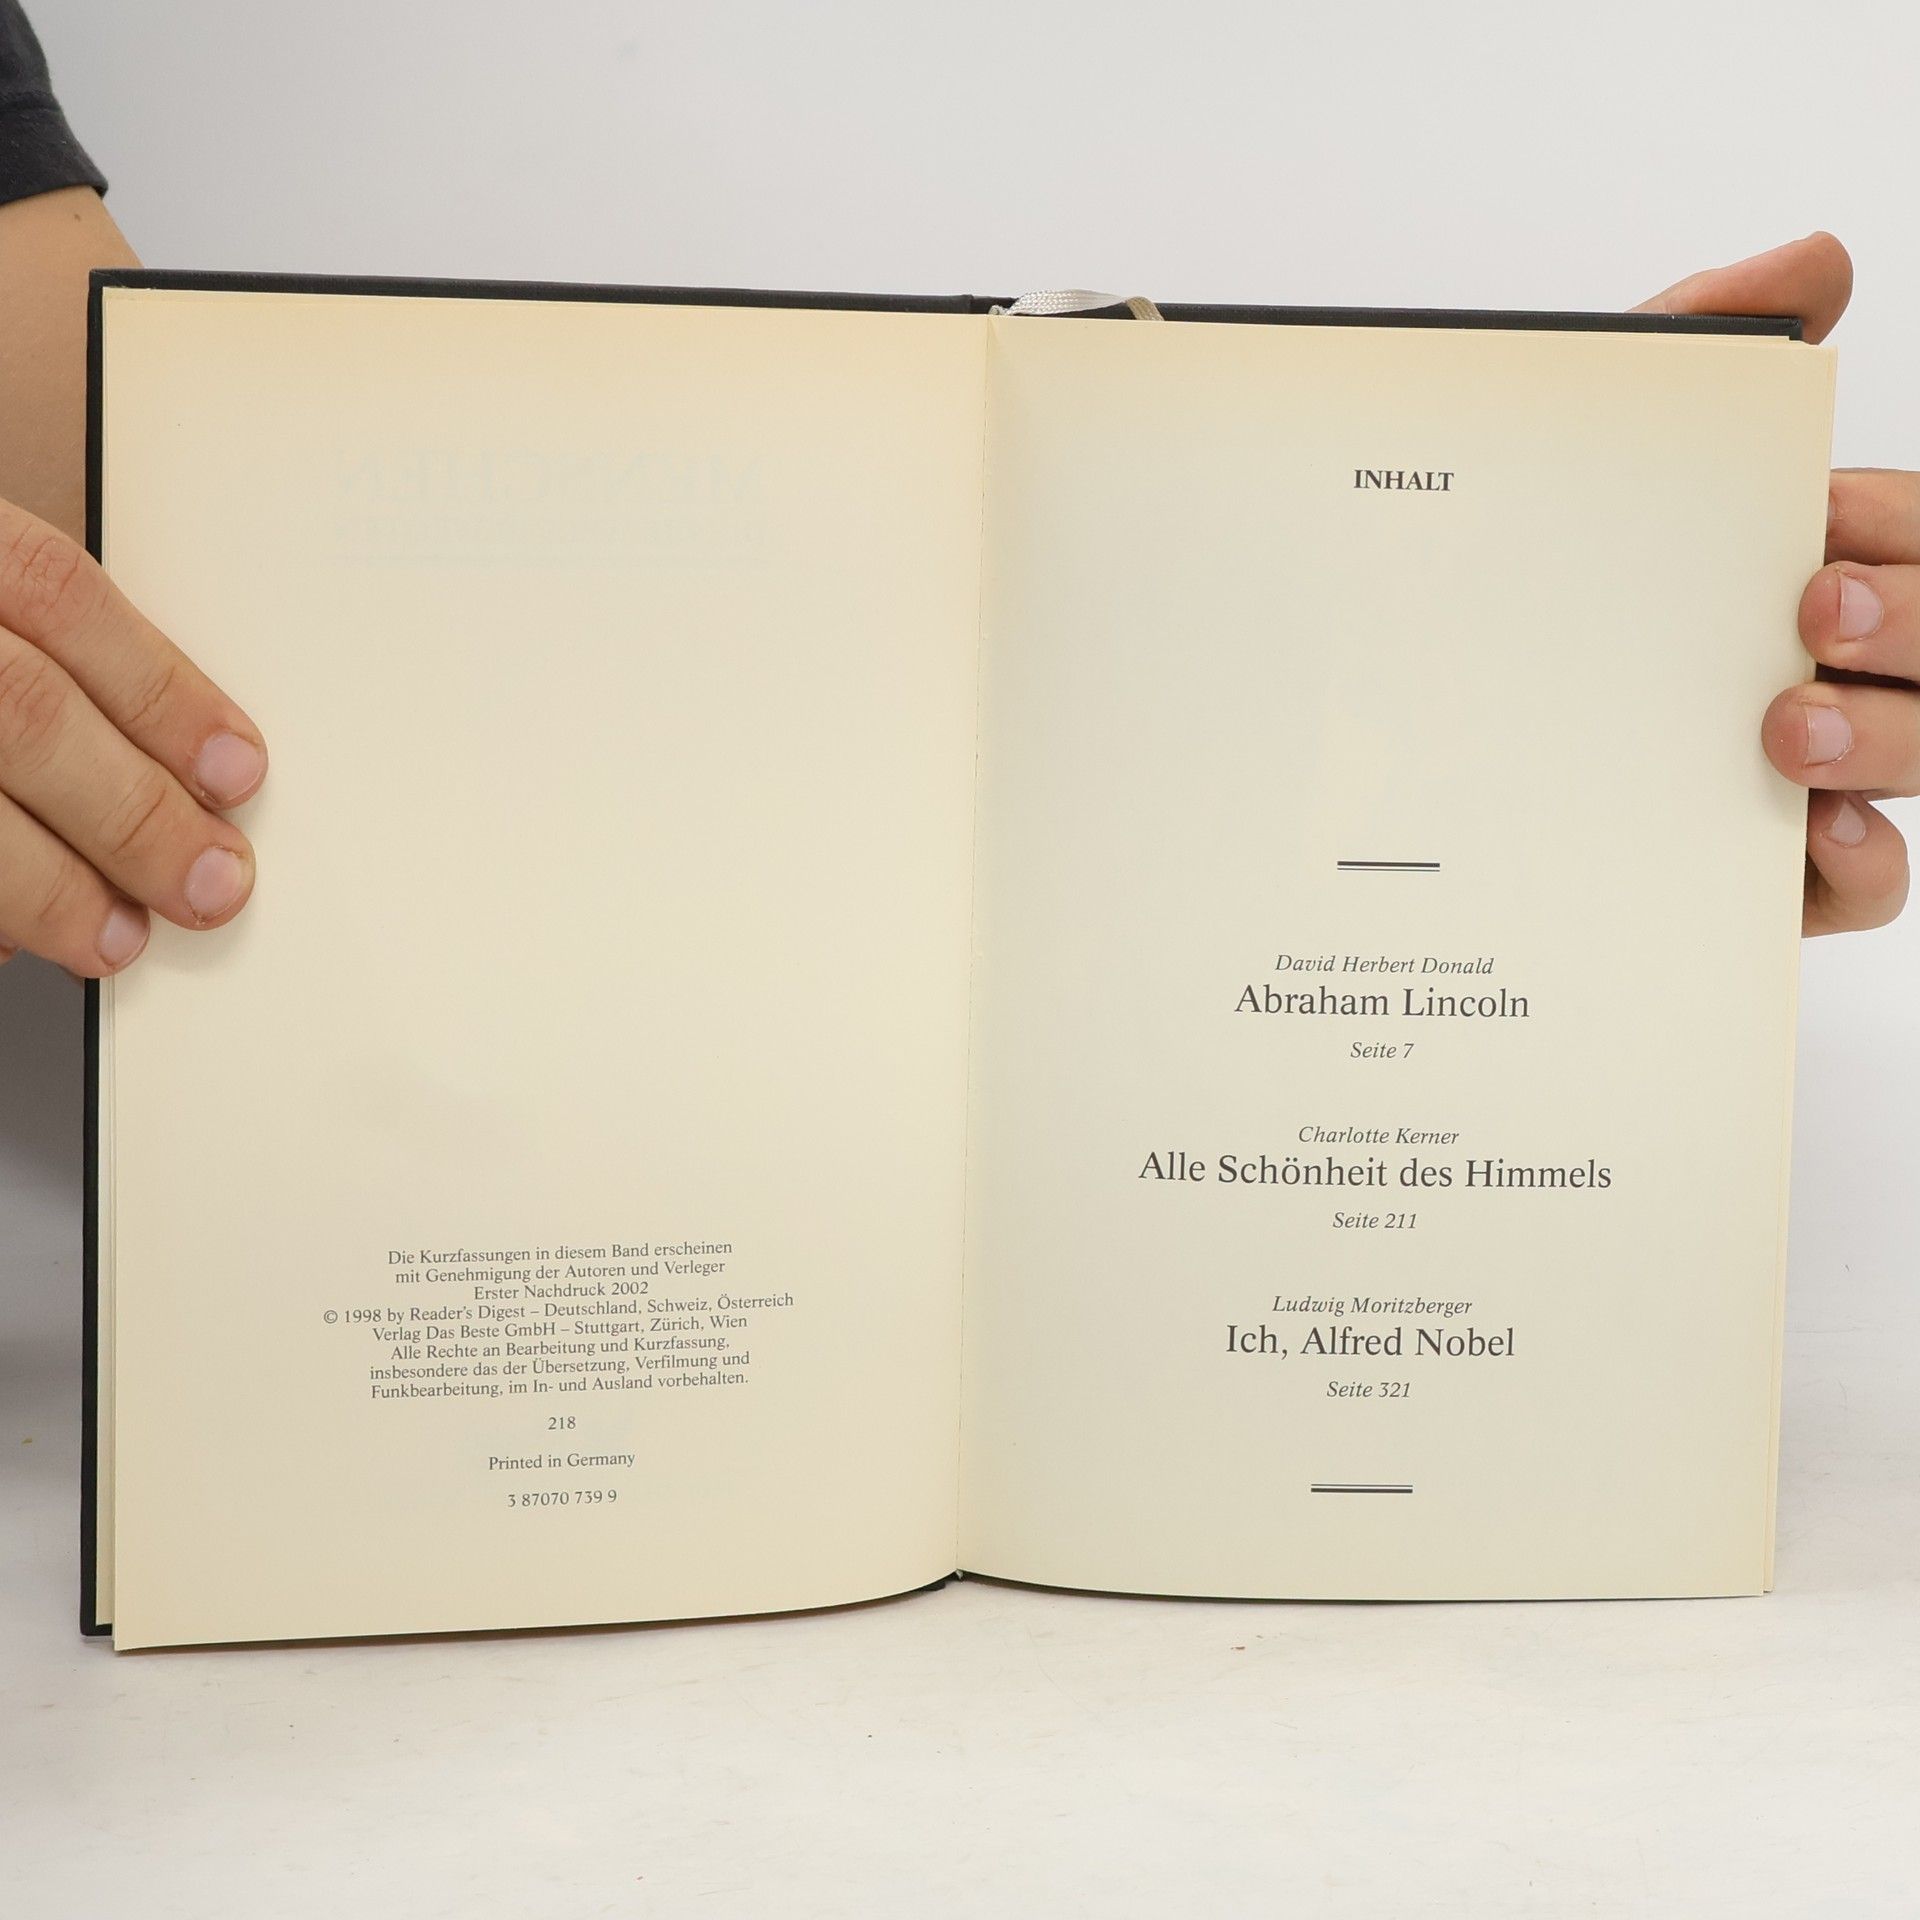 Die Kurzfassungen in diesem Band erscheinen
mit Genehmigung der Autoren und Verleger
Erster Nachdruck 2002
© 1998 by Reader's Digest – Deutschland, Schweiz, Österreich
Verlag Das Beste GmbH – Stuttgart, Zürich, Wien
Alle Rechte an Bearbeitung und Kurzfassung,
insbesondere das der Übersetzung, Verfilmung und
Funkbearbeitung, im In- und Ausland vorbehalten.
218
Printed in Germany
3 87070 739 9
INHALT
David Herbert Donald
Abraham Lincoln
Seite 7
Charlotte Kerner
Alle Schönheit des Himmels
Seite 211
Ludwig Moritzberger
Ich, Alfred Nobel
Seite 321